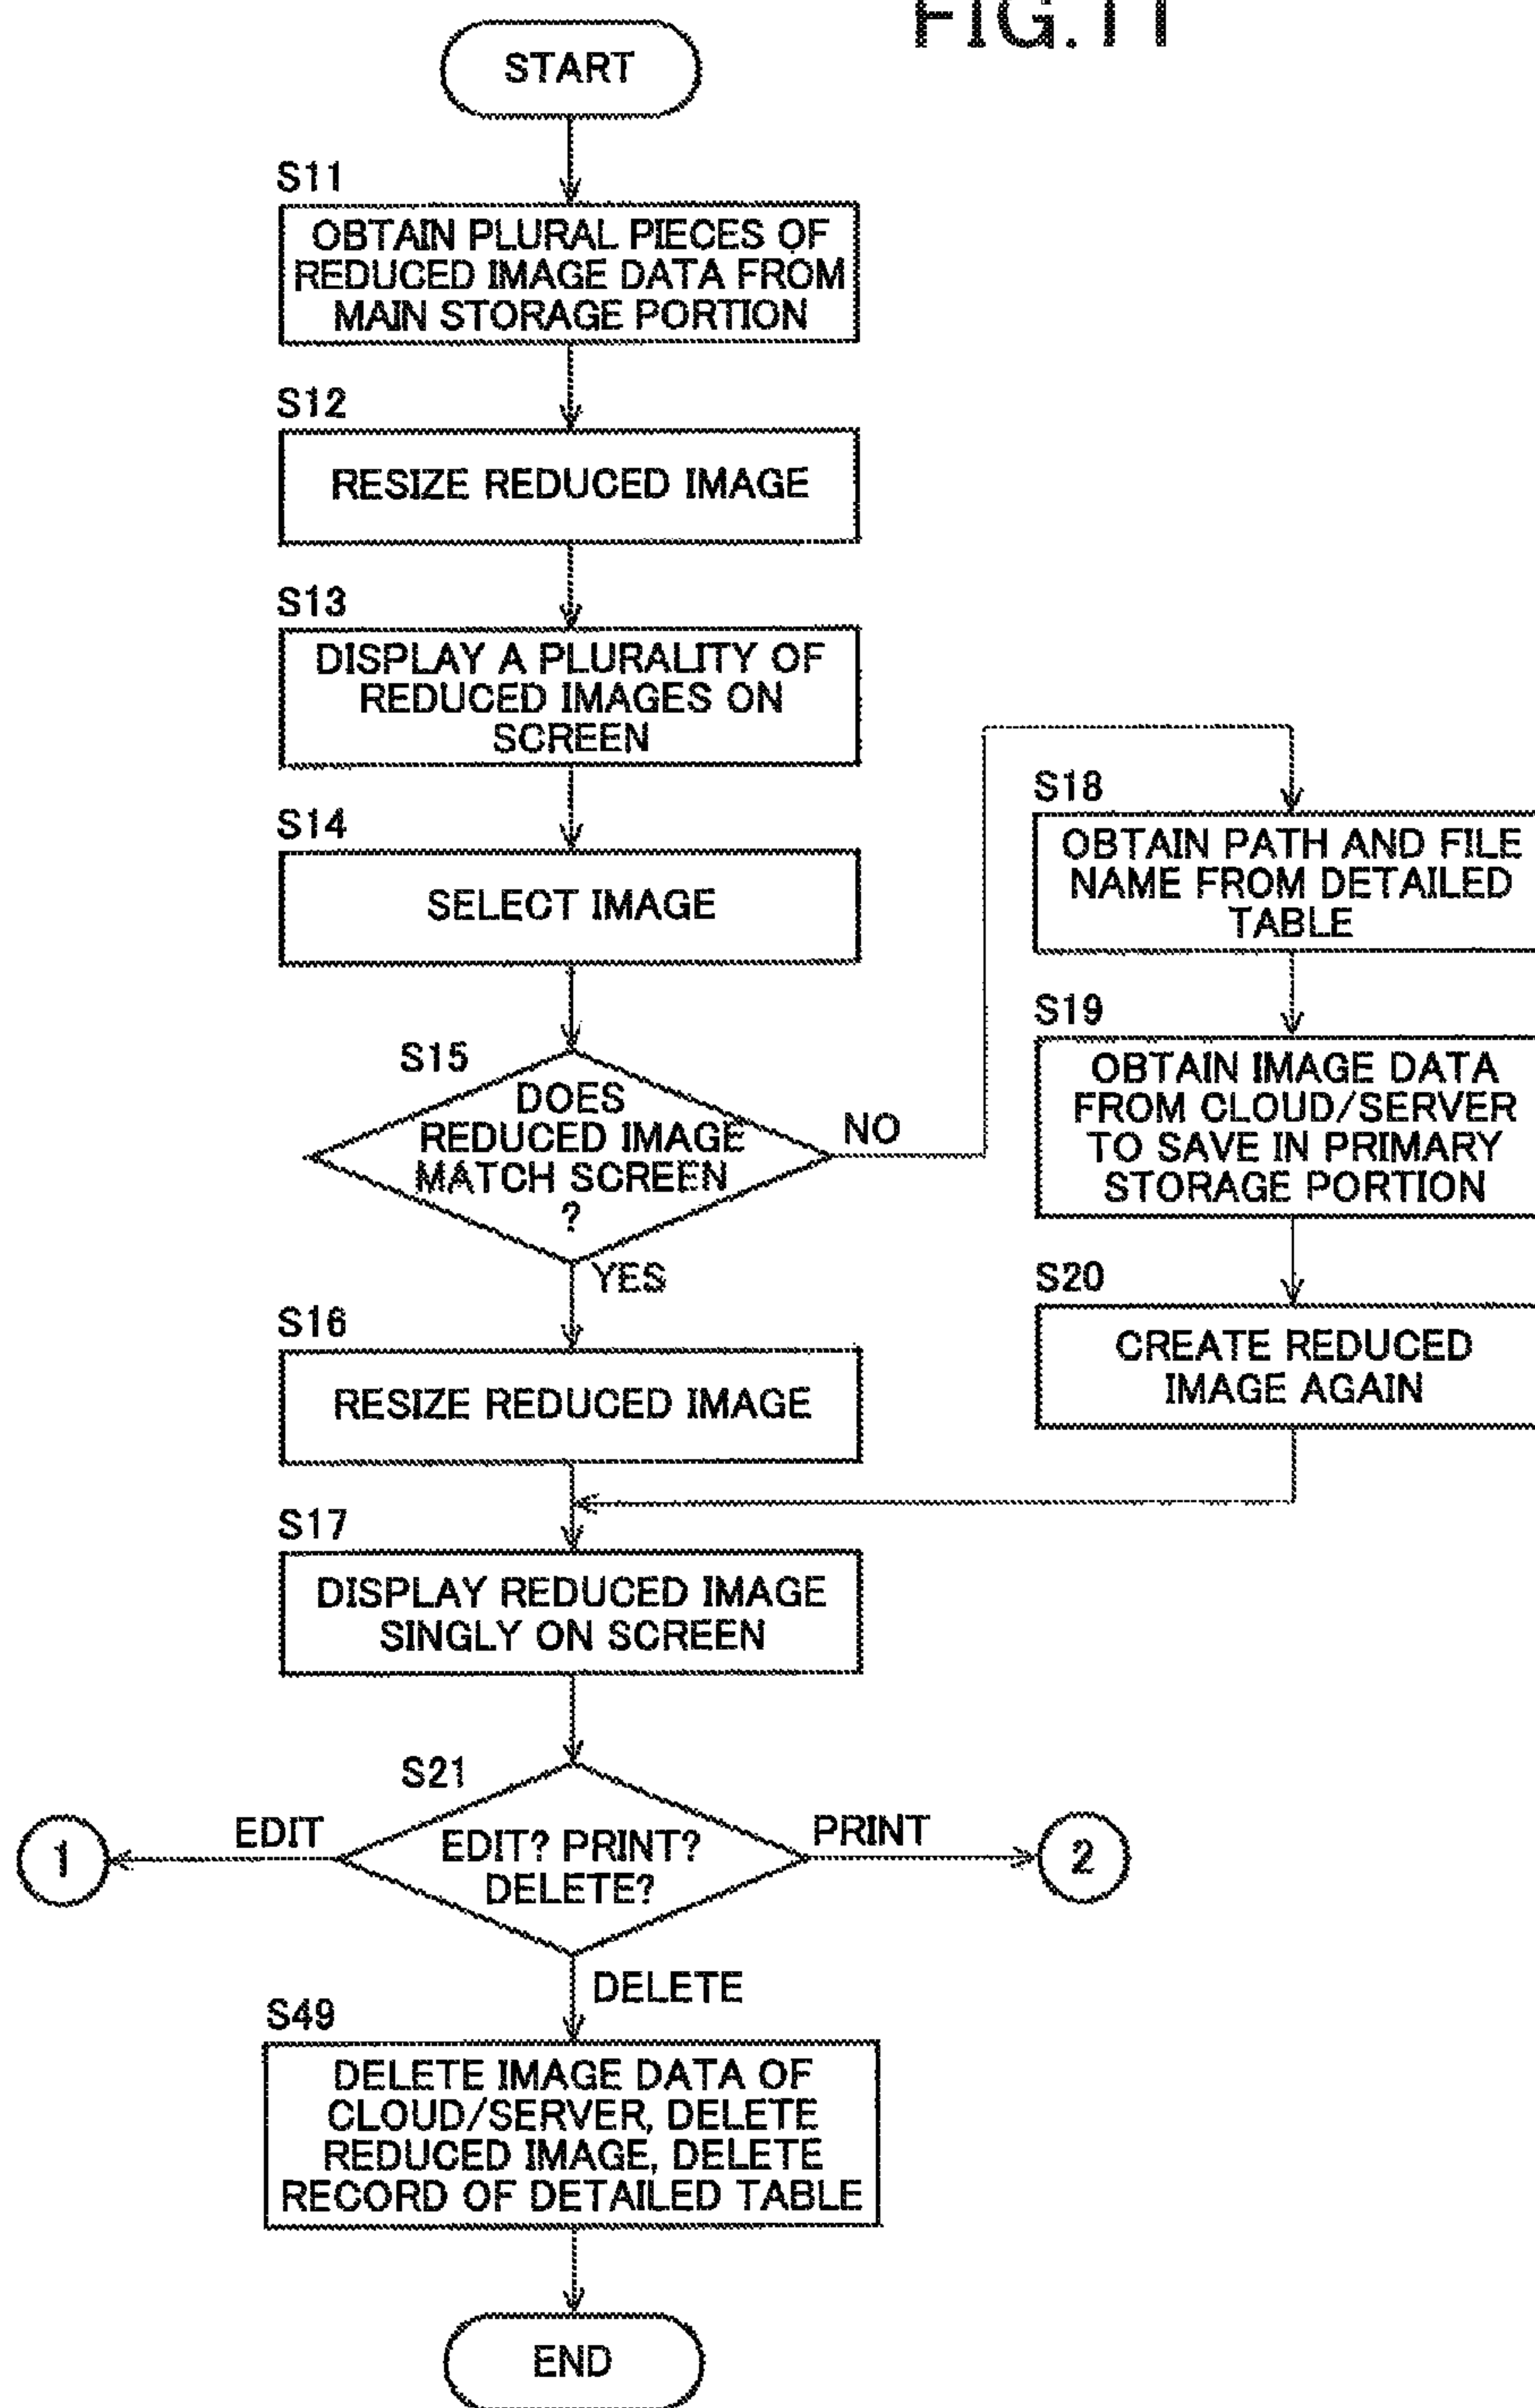 FIG.11
START
S11
OBTAIN PLURAL PIECES OF
REDUCED IMAGE DATA FROM
MAIN STORAGE PORTION
S12
RESIZE REDUCED IMAGE
S13
DISPLAY A PLURALITY OF
REDUCED IMAGES ON
SCREEN
S14
SELECT IMAGE
S15
DOES
REDUCED IMAGE
MATCH SCREEN
?
NO
YES
S18
OBTAIN PATH AND FILE
NAME FROM DETAILED
TABLE
S19
OBTAIN IMAGE DATA
FROM CLOUD/SERVER
TO SAVE IN PRIMARY
STORAGE PORTION
S20
CREATE REDUCED
IMAGE AGAIN
S16
RESIZE REDUCED IMAGE
S17
DISPLAY REDUCED IMAGE
SINGLY ON SCREEN
S21
EDIT? PRINT?
DELETE?
EDIT
1
PRINT
2
DELETE
S49
DELETE IMAGE DATA OF
CLOUD/SERVER, DELETE
REDUCED IMAGE, DELETE
RECORD OF DETAILED TABLE
END